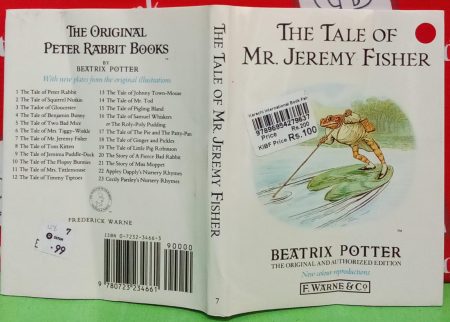 THE ORIGINAL
PETER RABBIT BOOKS
BY
BEATRIX POTTER
With new plates from the original illustrations
1 The Tale of Peter Rabbit
2 The Tale of Squirrel Nutkin
3 The Tailor of Gloucester
4 The Tale of Benjamin Bunny
5 The Tale of Two Bad Mice
6 The Tale of Mrs. Tiggy-Winkle
7 The Tale of Mr. Jeremy Fisher
8 The Tale of Tom Kitten
9 The Tale of Jemima Puddle-Duck
10 The Tale of The Flopsy Bunnies
11 The Tale of Mrs. Tittlemouse
12 The Tale of Timmy Tiptoes
13 The Tale of Johnny Town-Mouse
14 The Tale of Mr. Tod
15 The Tale of Pigling Bland
16 The Tale of Samuel Whiskers
or The Roly-Poly Pudding
17 The Tale of The Pie and The Patty-Pan
18 The Tale of Ginger and Pickles
19 The Tale of Little Pig Robinson
20 The Story of A Fierce Bad Rabbit
21 The Story of Miss Moppet
22 Appley Dapply's Nursery Rhymes
23 Cecily Parsley's Nursery Rhymes
FREDERICK WARNE
7
£ .99
ISBN 0-7232-3466-5
90000
9 780723 234661
THE TALE OF MR. JEREMY FISHER
7
THE TALE OF
MR. JEREMY FISHER
Karachi International Book Fair
Price
KIBF Price Rs.100
TM
BEATRIX POTTER
THE ORIGINAL AND AUTHORIZED EDITION
New colour reproductions
F. WARNE & Co